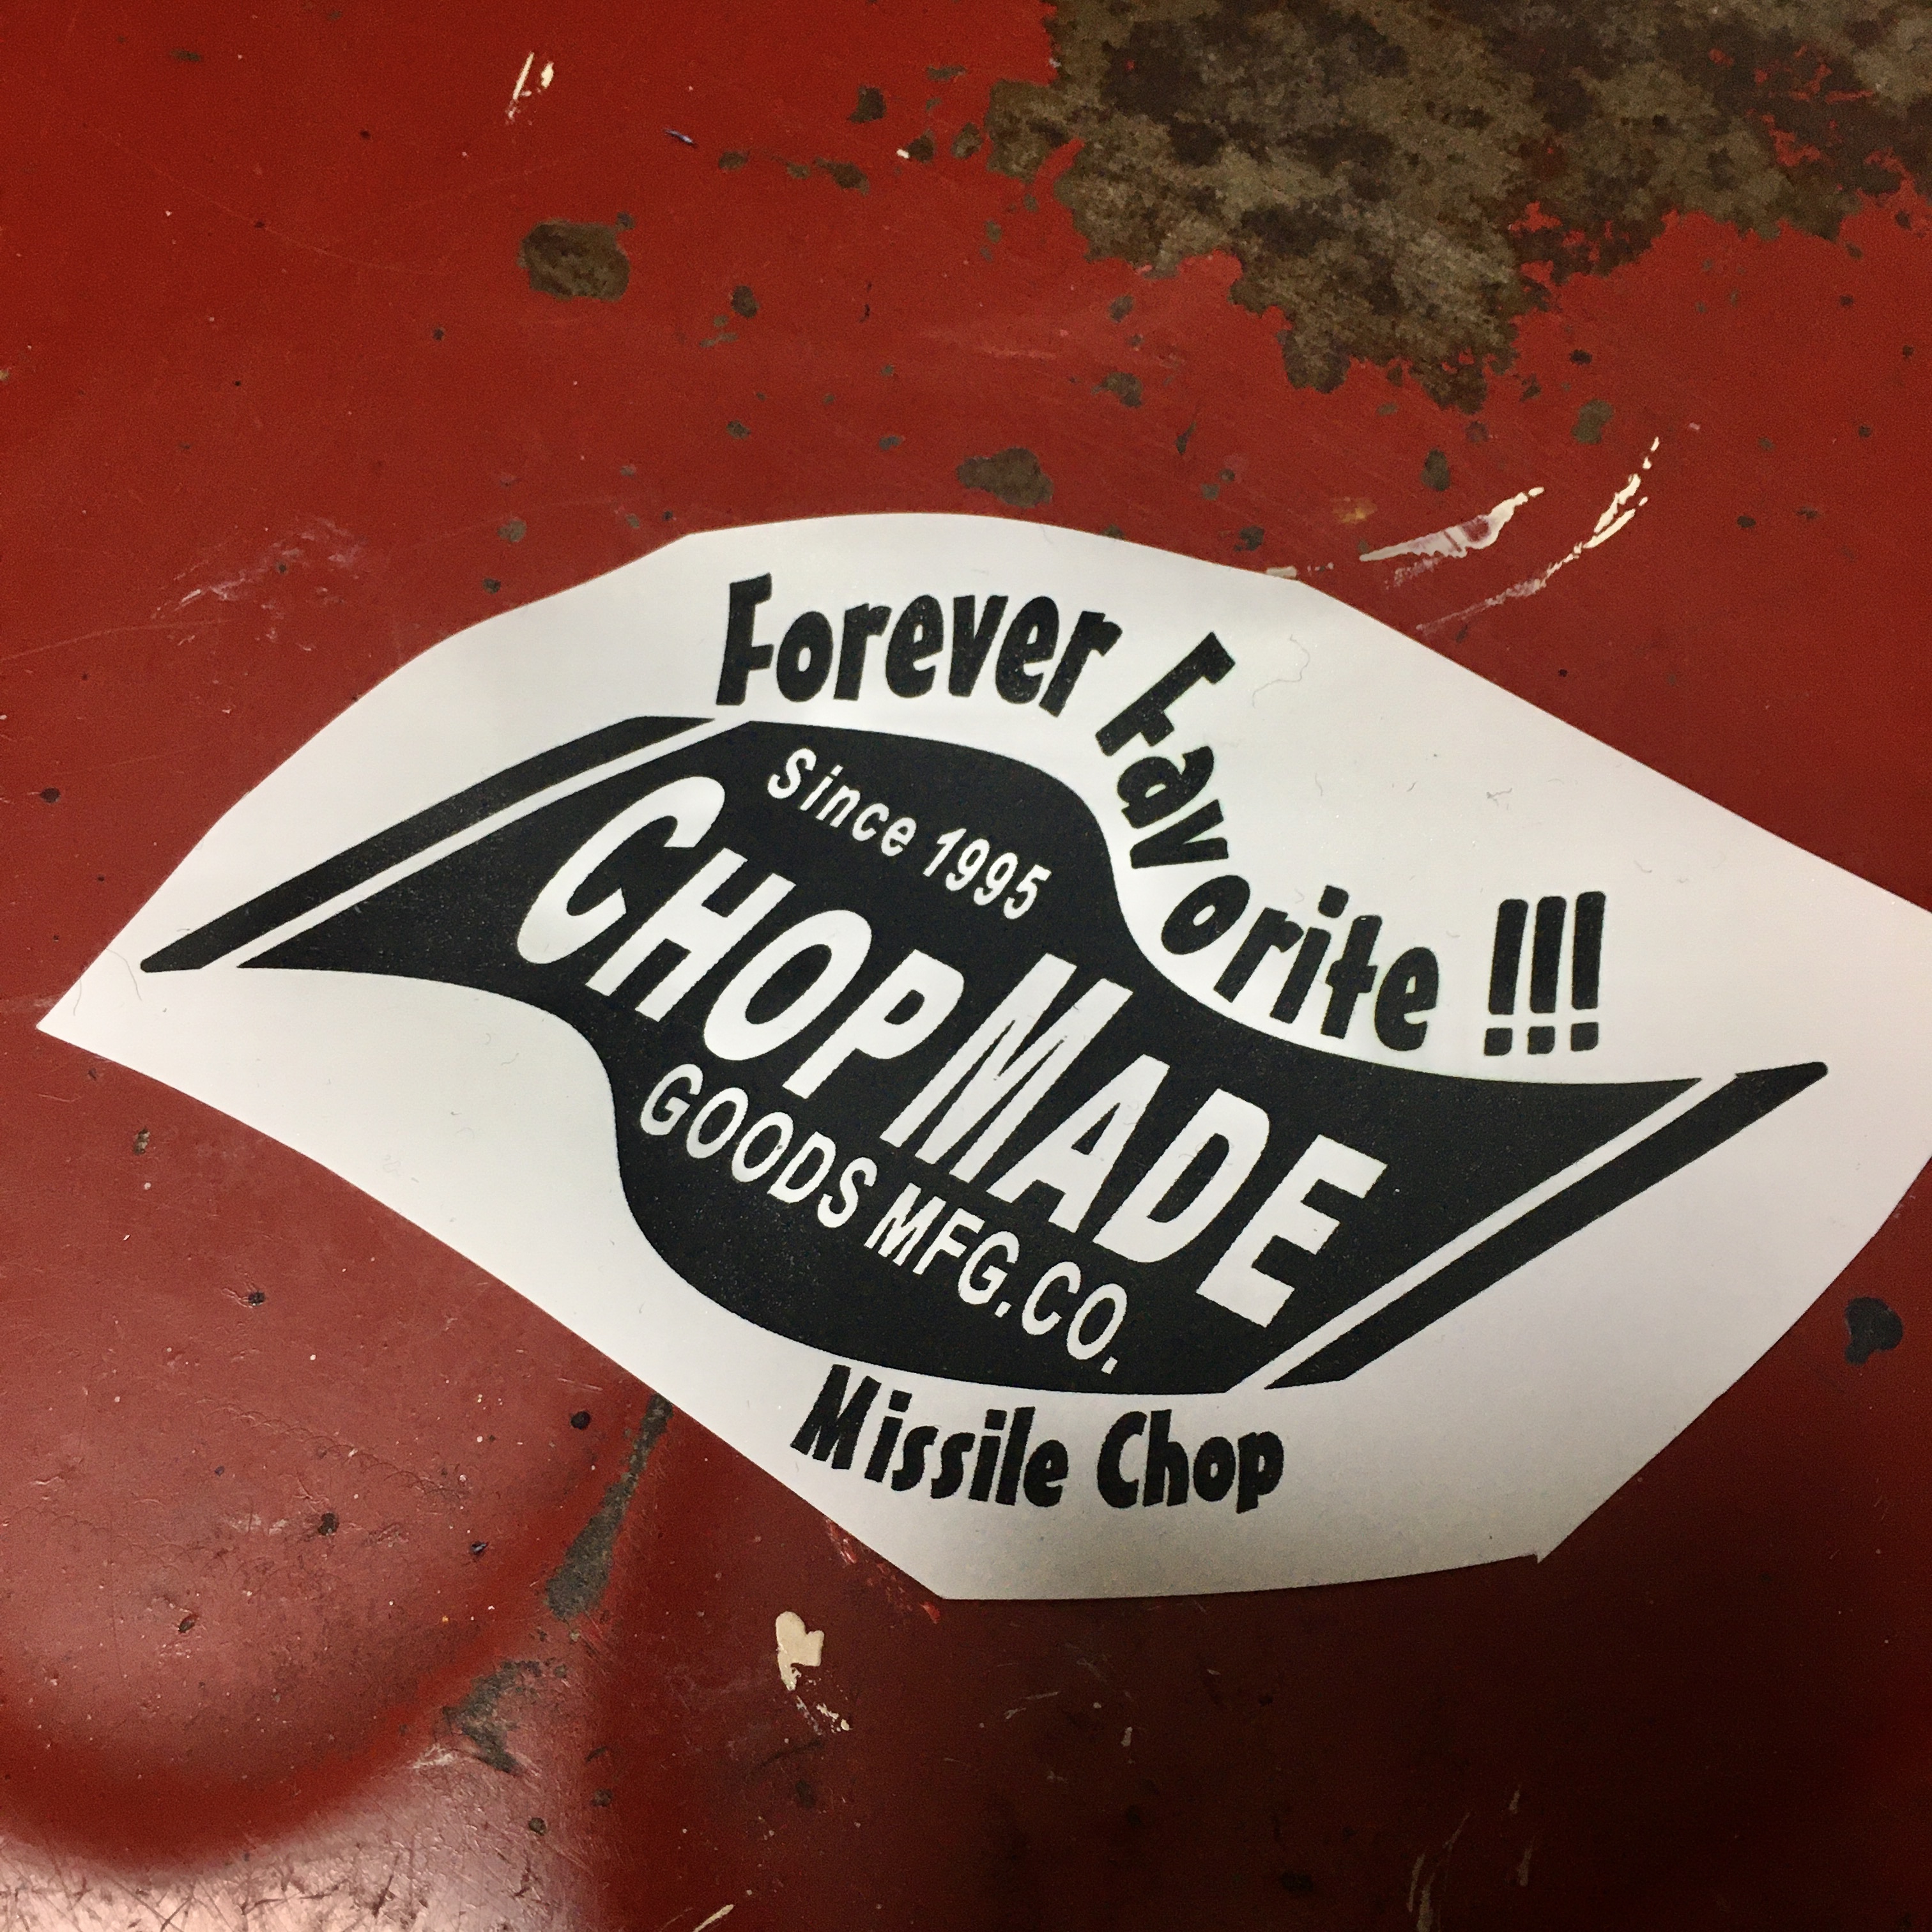 Forever Favorite !!!
Since 1995
CHOPMADE
GOODS MFG.CO.
Missile Chop